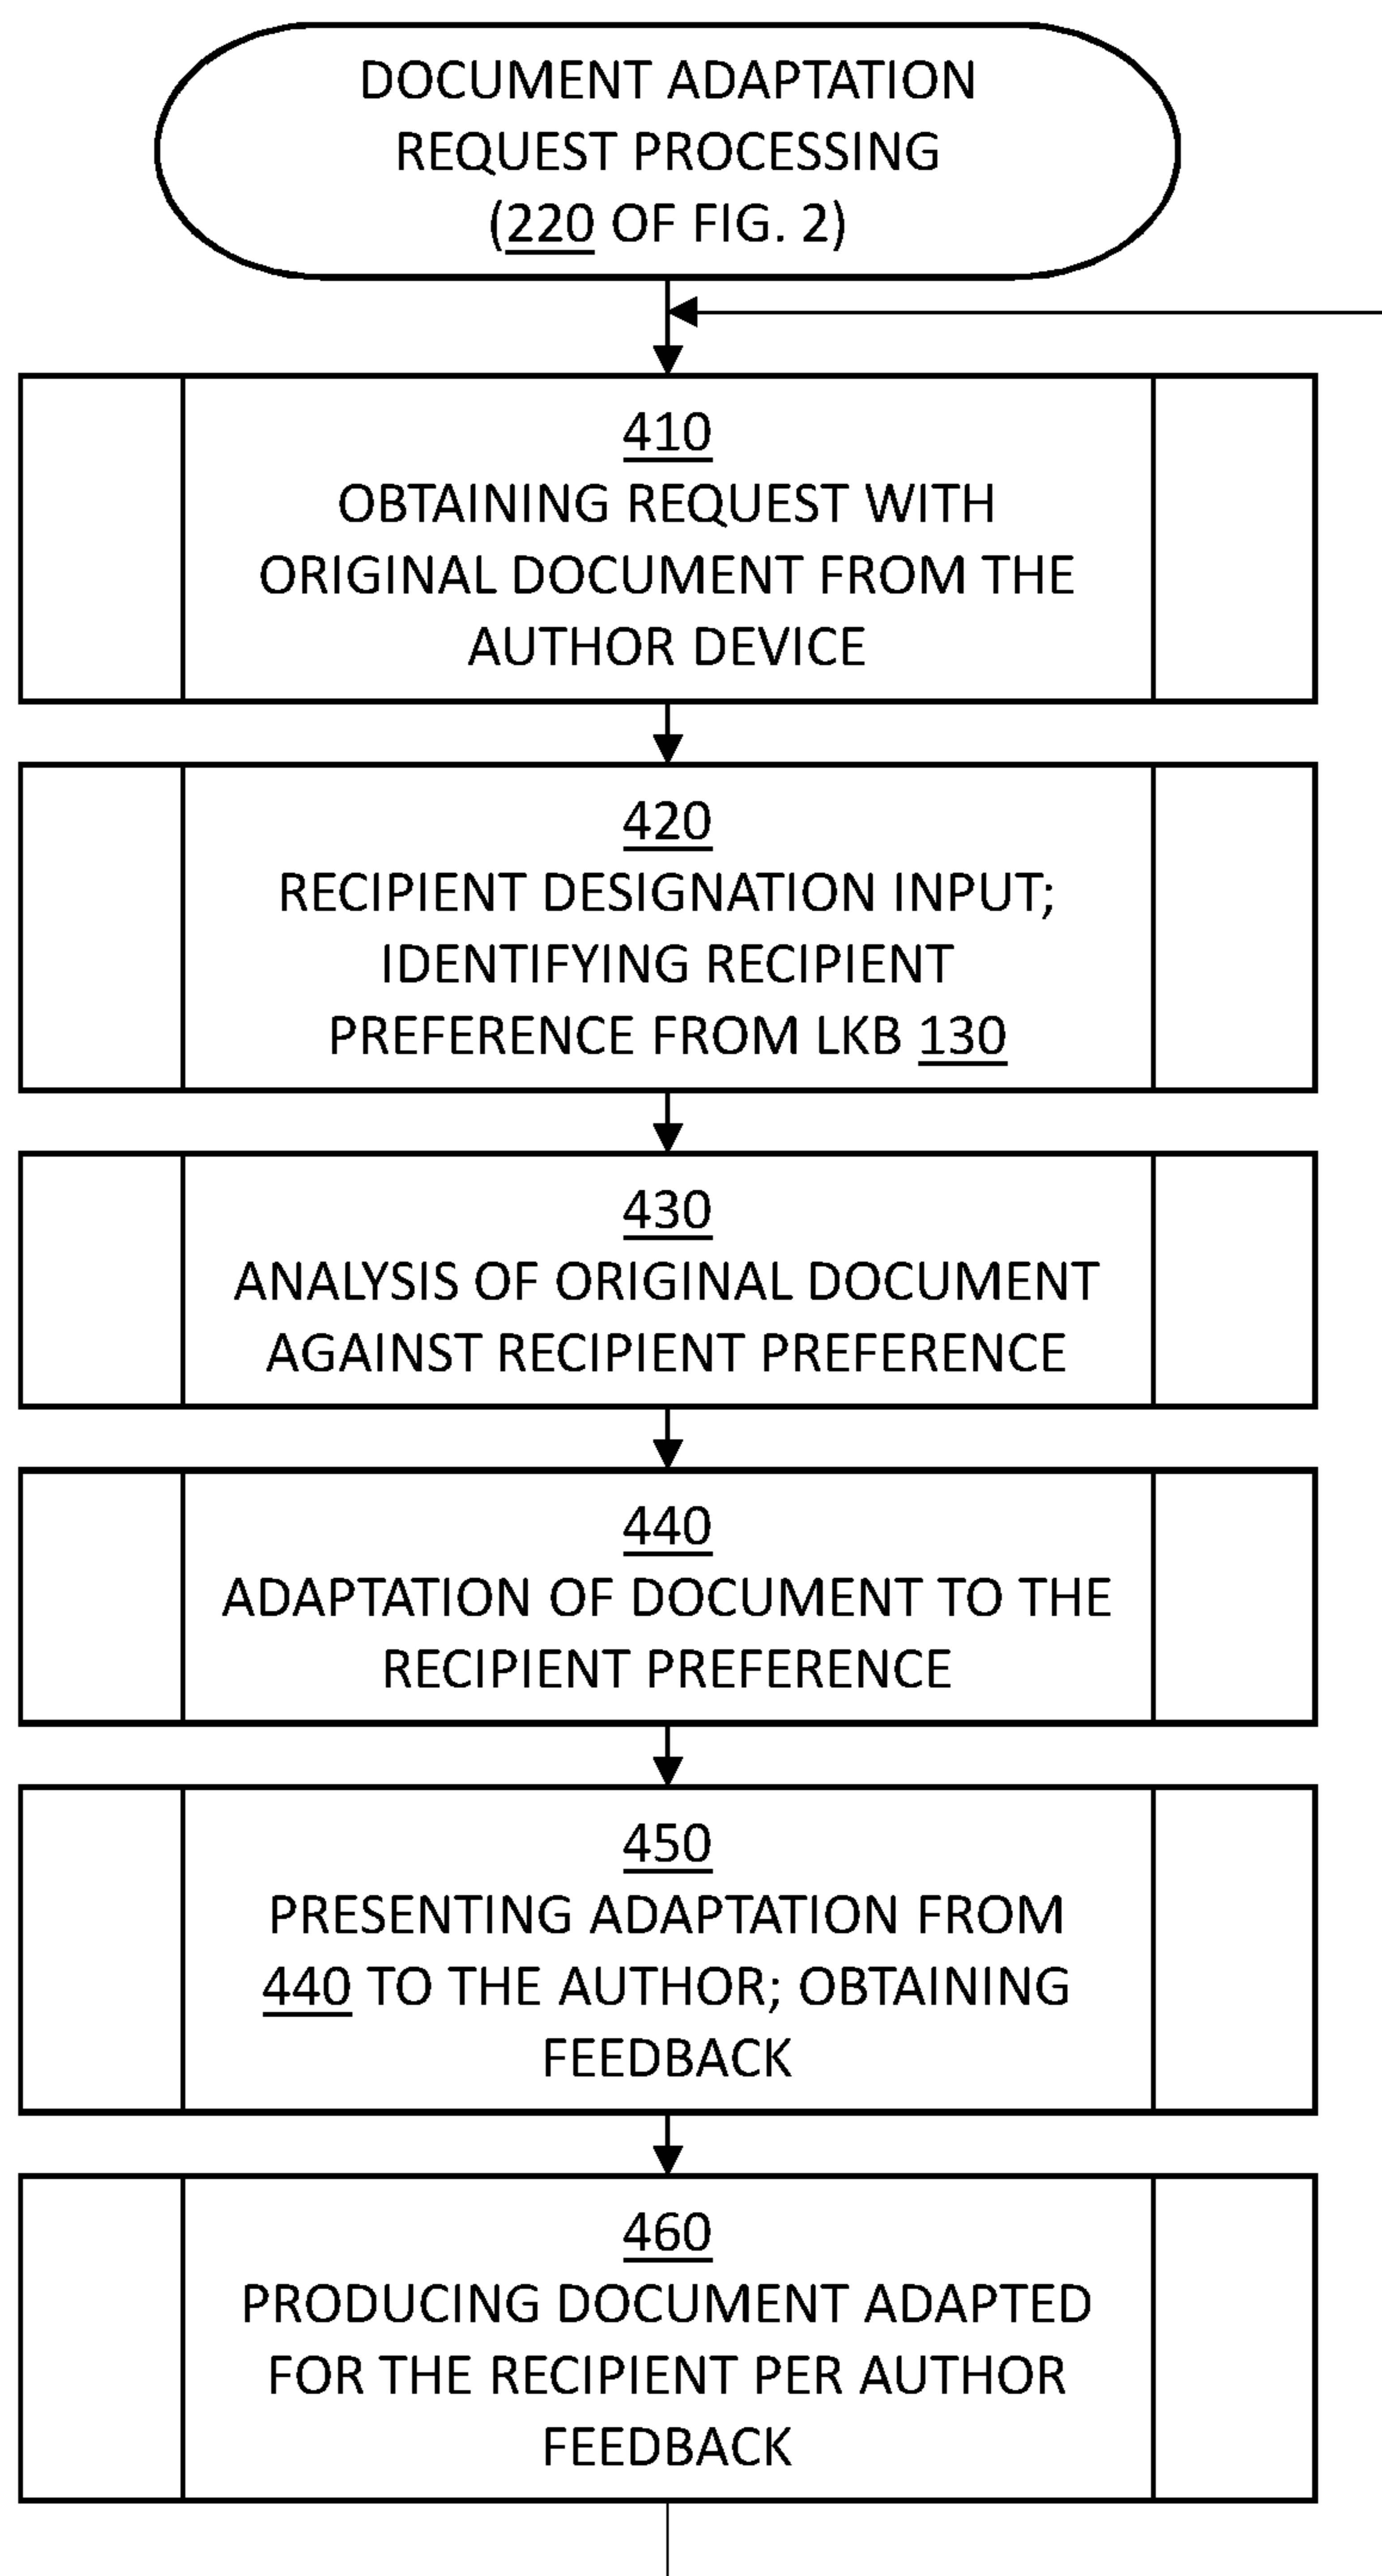 DOCUMENT ADAPTATION
REQUEST PROCESSING
(220 OF FIG. 2)
410
OBTAINING REQUEST WITH
ORIGINAL DOCUMENT FROM THE
AUTHOR DEVICE
420
RECIPIENT DESIGNATION INPUT;
IDENTIFYING RECIPIENT
PREFERENCE FROM LKB 130
430
ANALYSIS OF ORIGINAL DOCUMENT
AGAINST RECIPIENT PREFERENCE
440
ADAPTATION OF DOCUMENT TO THE
RECIPIENT PREFERENCE
450
PRESENTING ADAPTATION FROM
440 TO THE AUTHOR; OBTAINING
FEEDBACK
460
PRODUCING DOCUMENT ADAPTED
FOR THE RECIPIENT PER AUTHOR
FEEDBACK